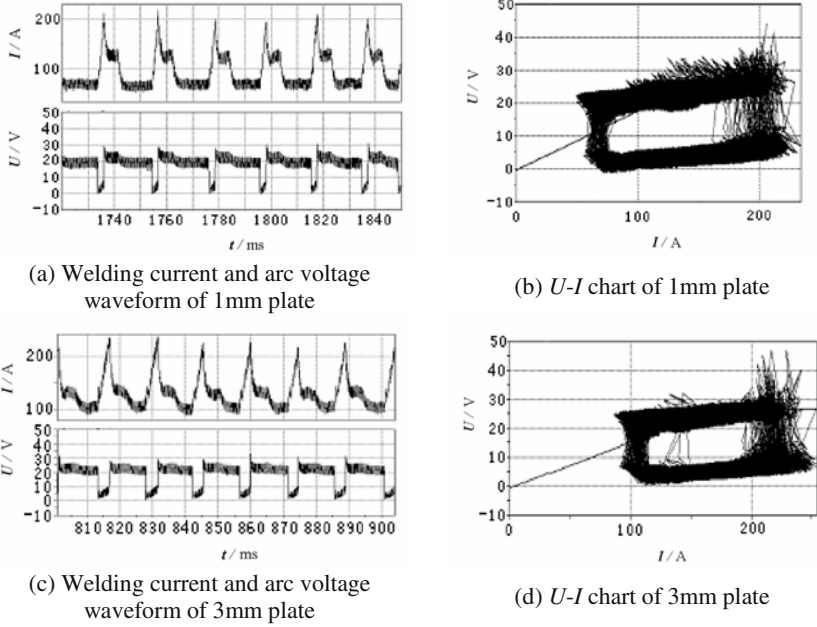 200
100
I / A
50
40
30
20
10
0
−10
U / V
1740 1760 1780 1800 1820 1840
t / ms
(a) Welding current and arc voltage
waveform of 1mm plate
50
40
30
20
10
0
10
U / V
0 100 200
I / A
(b) U-I chart of 1mm plate
200
100
I / A
50
40
30
20
10
0
−10
U / V
810 820 830 840 850 860 870 880 890 900
t / ms
(c) Welding current and arc voltage
waveform of 3mm plate
50
40
30
20
10
0
−10
U / V
0 100 200
I / A
(d) U-I chart of 3mm plate